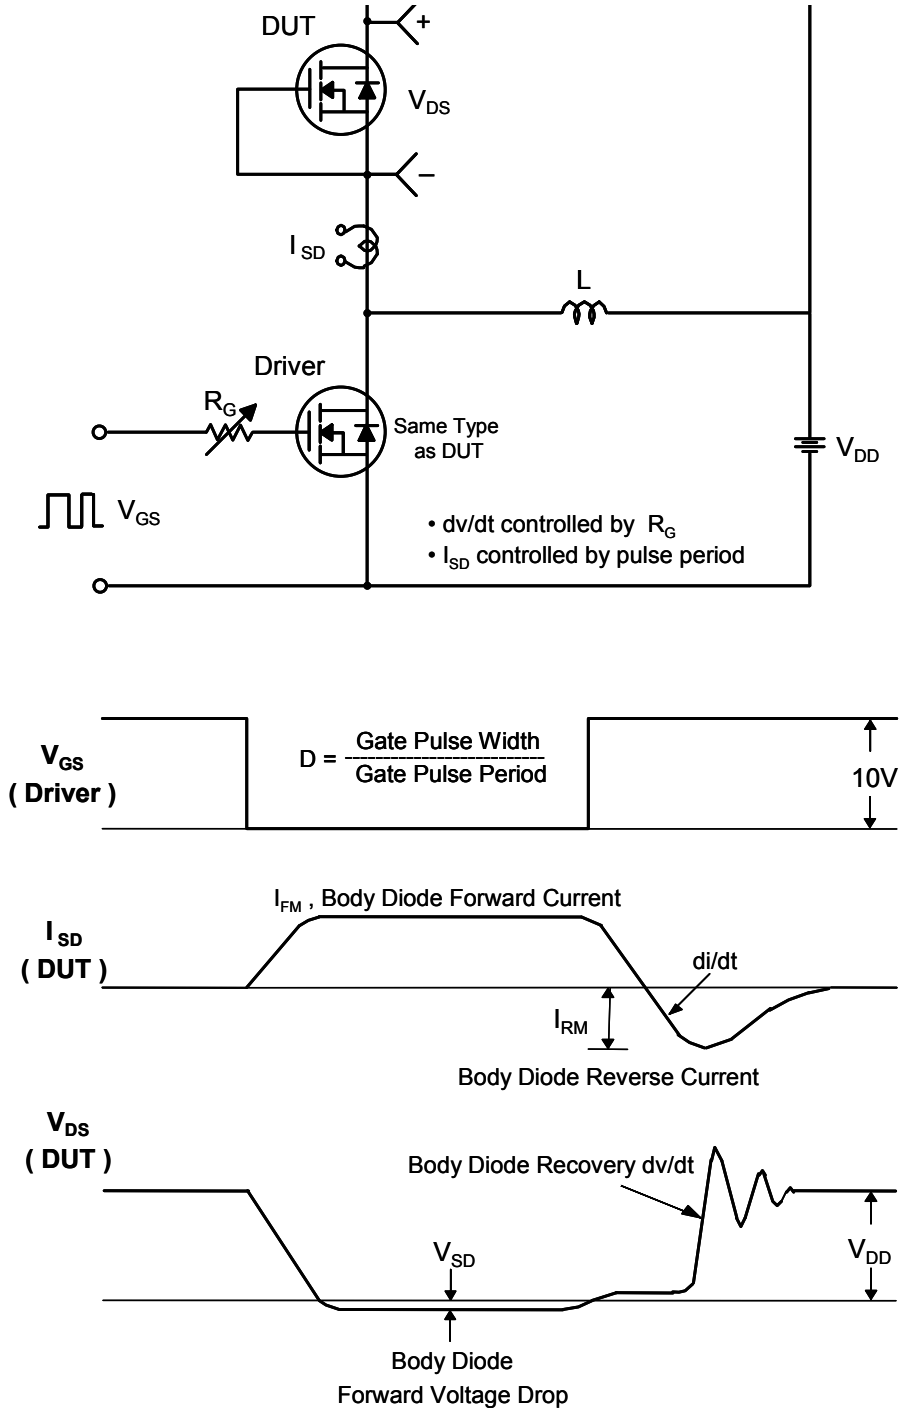 DUT
+
V_DS
−
I_SD
L
Driver
R_G
Same Type
as DUT
V_DD
V_GS
• dv/dt controlled by R_G
• I_SD controlled by pulse period
V_GS
( Driver )
D = Gate Pulse Width
Gate Pulse Period
10V
I_FM , Body Diode Forward Current
I_SD
( DUT )
di/dt
I_RM
Body Diode Reverse Current
V_DS
( DUT )
Body Diode Recovery dv/dt
V_SD
V_DD
Body Diode
Forward Voltage Drop